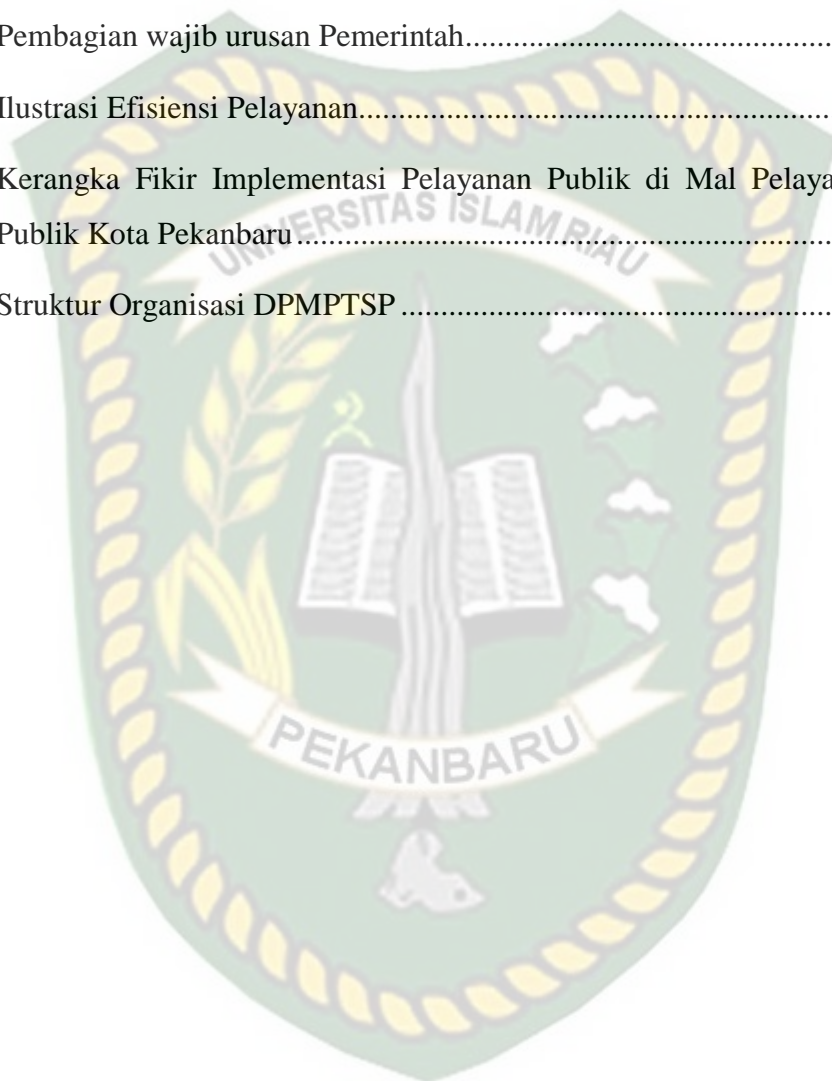 Pembagian wajib urusan Pemerintah
Ilustrasi Efisiensi Pelayanan
Kerangka Fikir Implementasi Pelayanan Publik di Mal Pelaya
Publik Kota Pekanbaru
Struktur Organisasi DPMPTSP
UNIVERSITAS ISLAM RIAU
PEKANBARU